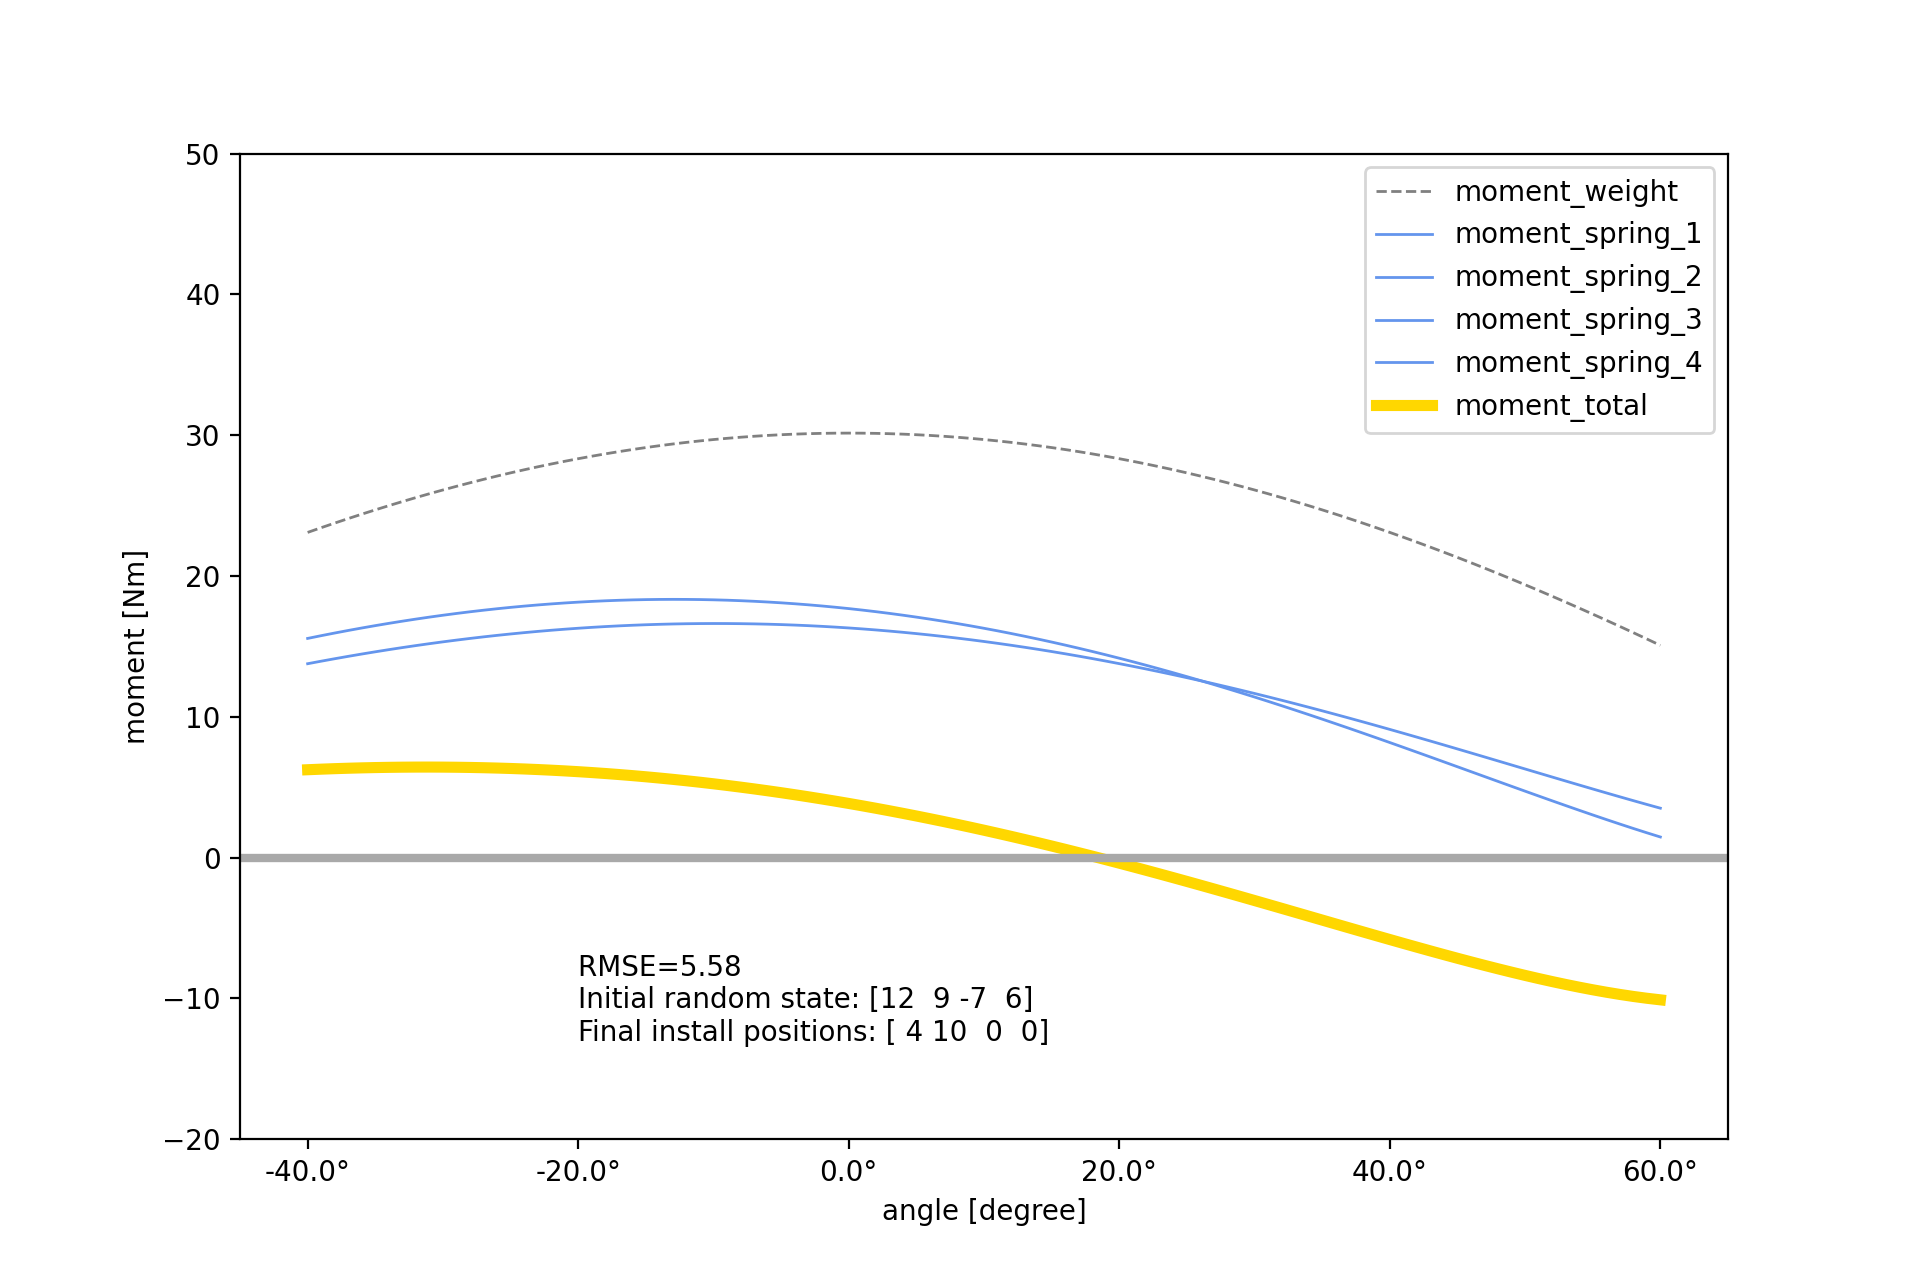 50
40
30
20
10
0
−10
−20
moment [Nm]
moment_weight
moment_spring_1
moment_spring_2
moment_spring_3
moment_spring_4
moment_total
RMSE=5.58
Initial random state: [12  9 -7  6]
Final install positions: [ 4 10  0  0]
-40.0° -20.0° 0.0° 20.0° 40.0° 60.0°
angle [degree]